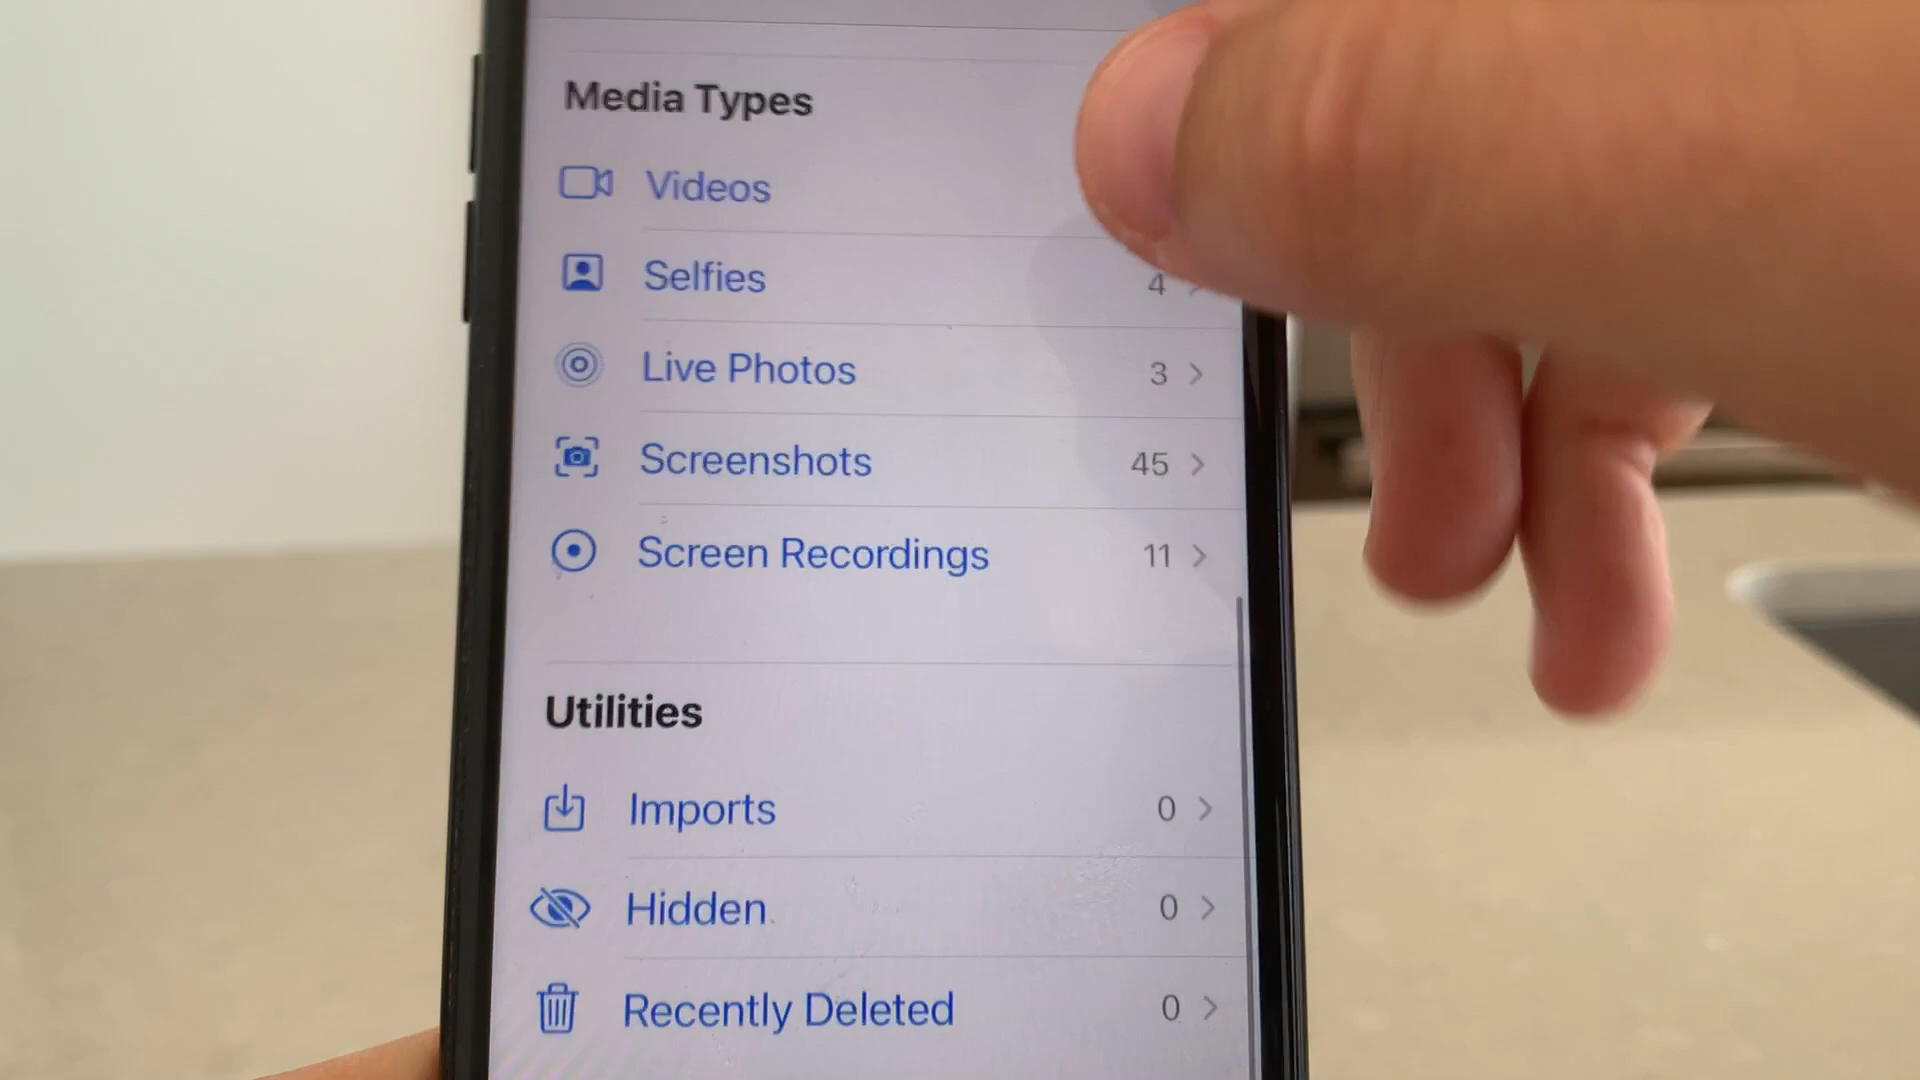 Media Types
Videos
Selfies 4
Live Photos 3
Screenshots 45
Screen Recordings 11
Utilities
Imports 0
Hidden 0
Recently Deleted 0